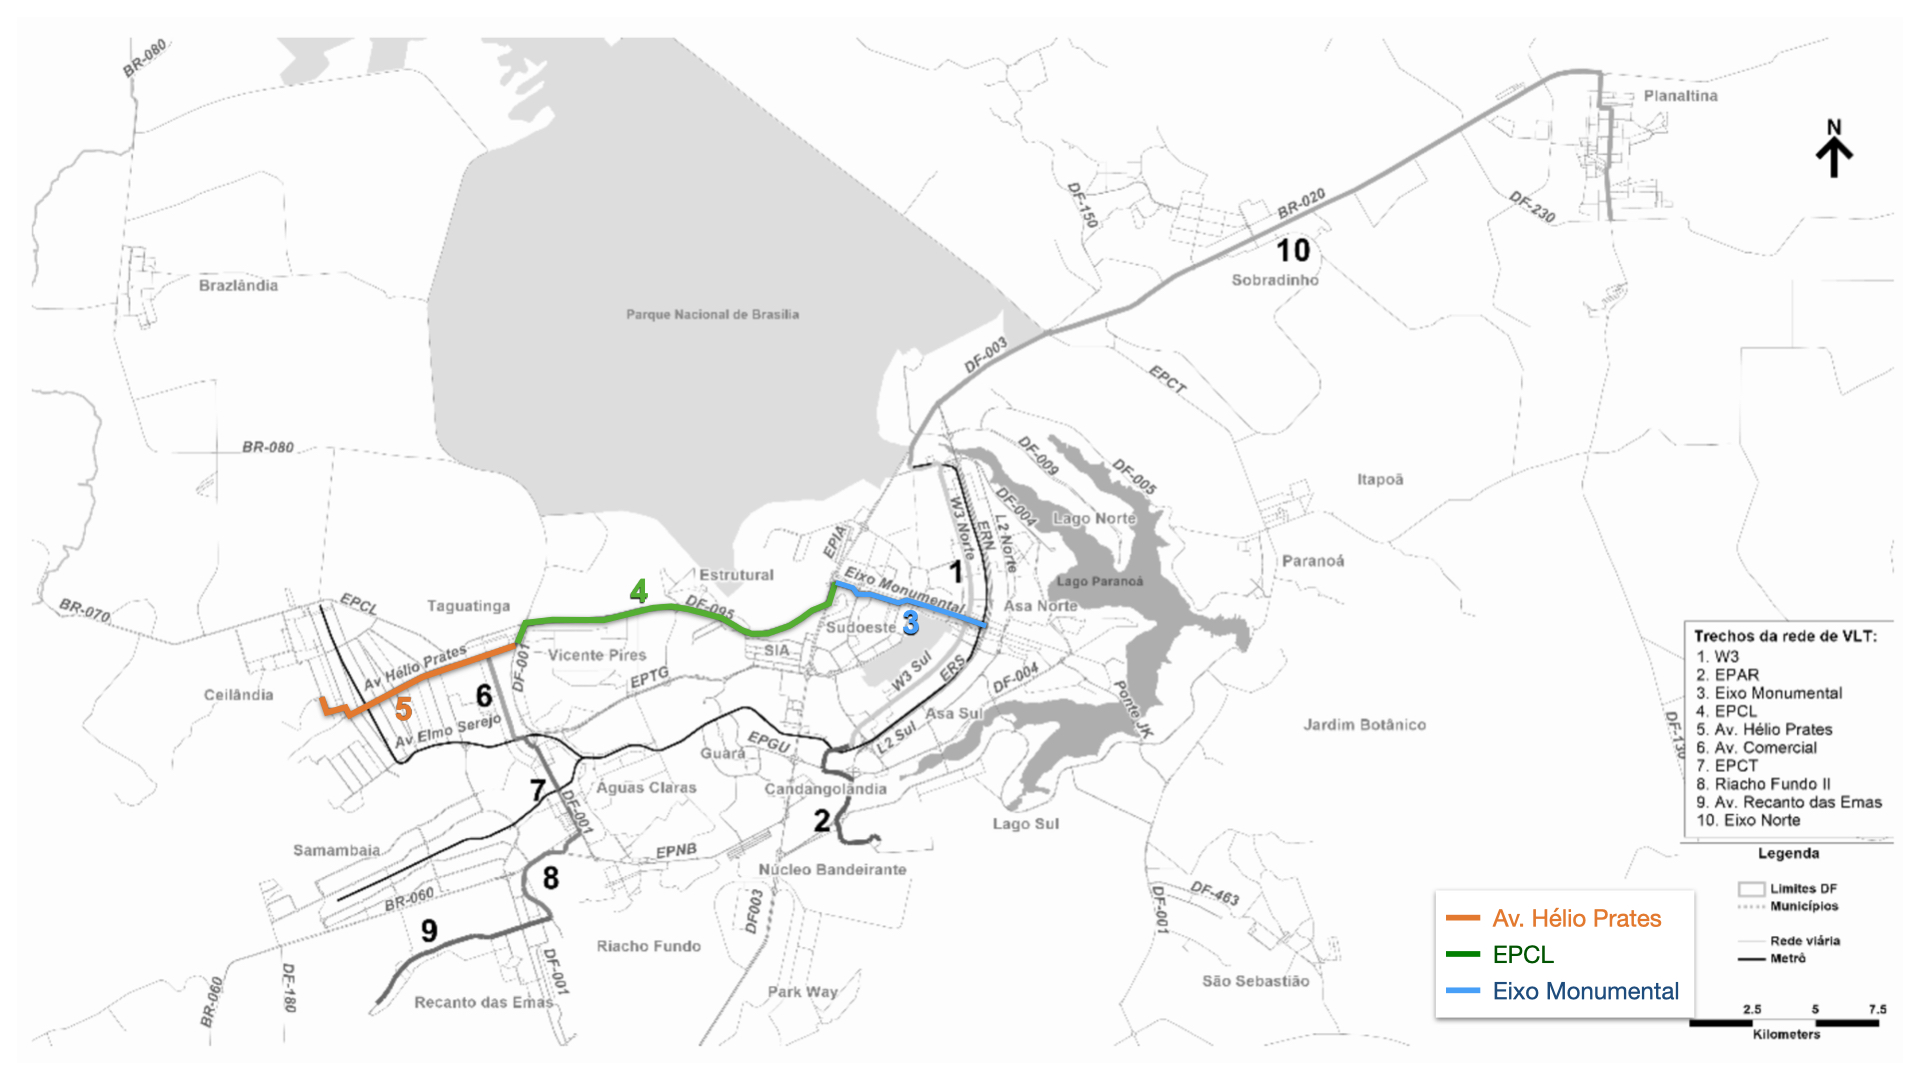 BR-080
Planaltina
N
DF-150
BR-020
DF-230
10
Sobradinho
Brazlândia
Parque Nacional de Brasília
DF-003
EPCT
BR-080
DF-009
DF-005
Itapoã
W3 Norte
ERN
L2 Norte
DF-004
Lago Norte
EPIA
Paranoá
Estrutural
Eixo Monumental
1
Lago Paranoá
4
EPCL
Taguatinga
DF-095
Asa Norte
BR-070
Sudoeste
3
Trechos da rede de VLT:
1. W3
2. EPAR
3. Eixo Monumental
4. EPCL
5. Av. Hélio Prates
6. Av. Comercial
7. EPCT
8. Riacho Fundo II
9. Av. Recanto das Emas
10. Eixo Norte
Av Hélio Prates
DF-001
Vicente Pires
SIA
EPTG
W3 Sul
ERS
DF-004
Ceilândia
5
6
Asa Sul
Ponte JK
Jardim Botânico
DF-130
Av Elmo Serejo
L2 Sul
Guará
EPGU
7
Águas Claras
Candangolândia
DF-001
2
Lago Sul
Samambaia
EPNB
Núcleo Bandeirante
8
BR-060
DF003
DF-463
DF-001
9
Riacho Fundo
DF-001
Legenda
Limites DF
Municípios
Rede viária
Metrô
Av. Hélio Prates
EPCL
Eixo Monumental
BR-060
DF-180
Recanto das Emas
Park Way
São Sebastião
2.5 5 7.5
Kilometers